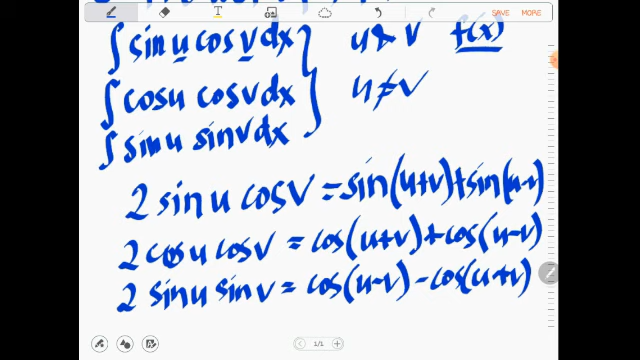 SAVE MORE
∫ sin u cos v dx } u & v f(x)
∫ cos u cos v dx } u ≠ v
∫ sin u sin v dx
2 sin u cos v = sin(u+v) + sin(u-v)
2 cos u cos v = cos(u+v) + cos(u-v)
2 sin u sin v = cos(u-v) - cos(u+v)
1/1